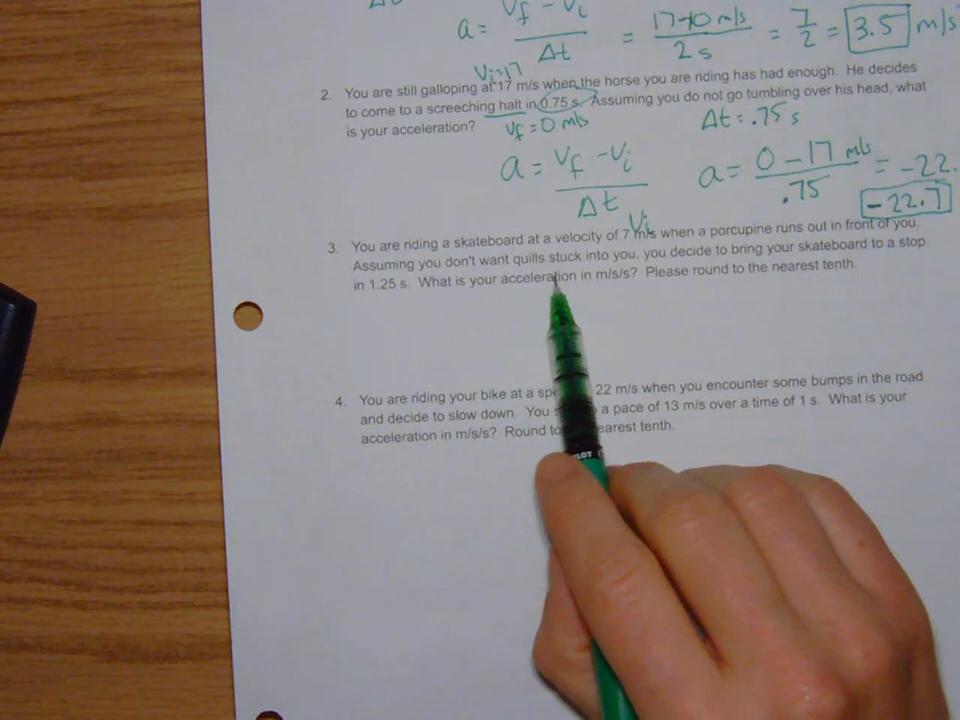 a = Vf - Vi / Δt = 17-10 m/s / 2 s = 7/2 = 3.5 m/s
Vi=17
2. You are still galloping at 17 m/s when the horse you are riding has had enough. He decides
to come to a screeching halt in 0.75 s. Assuming you do not go tumbling over his head, what
is your acceleration?
Vf = 0 m/s
Δt = .75 s
a = Vf - Vi / Δt
a = 0 - 17 m/s / .75 = -22.
-22.7
Vi
3. You are riding a skateboard at a velocity of 7 m/s when a porcupine runs out in front of you.
Assuming you don't want quills stuck into you, you decide to bring your skateboard to a stop
in 1.25 s. What is your acceleration in m/s/s? Please round to the nearest tenth.
4. You are riding your bike at a 22 m/s when you encounter some bumps in the road
and decide to slow down. You a pace of 13 m/s over a time of 1 s. What is your
acceleration in m/s/s? Round to nearest tenth.